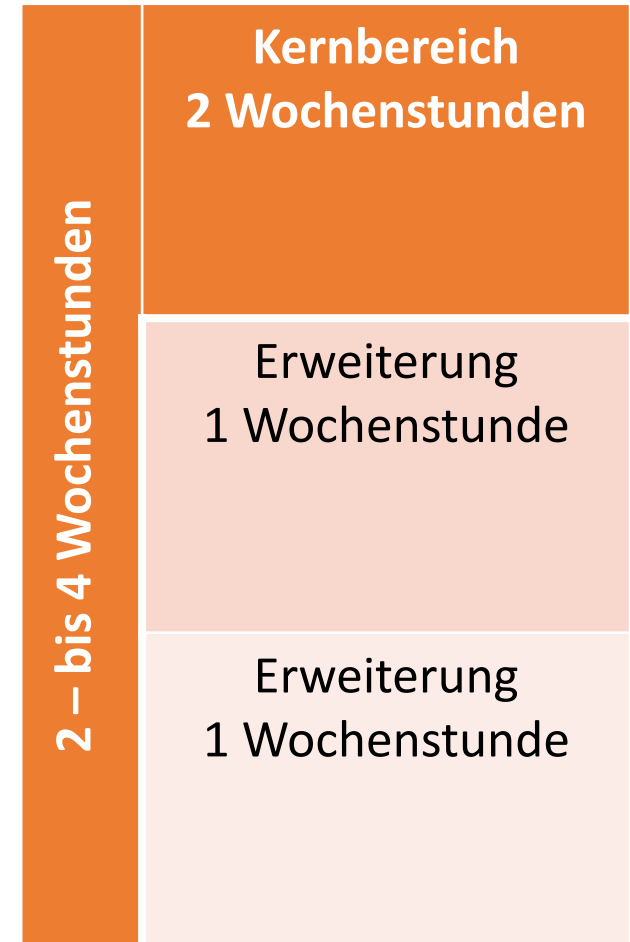 2 – bis 4 Wochenstunden
Kernbereich
2 Wochenstunden
Erweiterung
1 Wochenstunde
Erweiterung
1 Wochenstunde